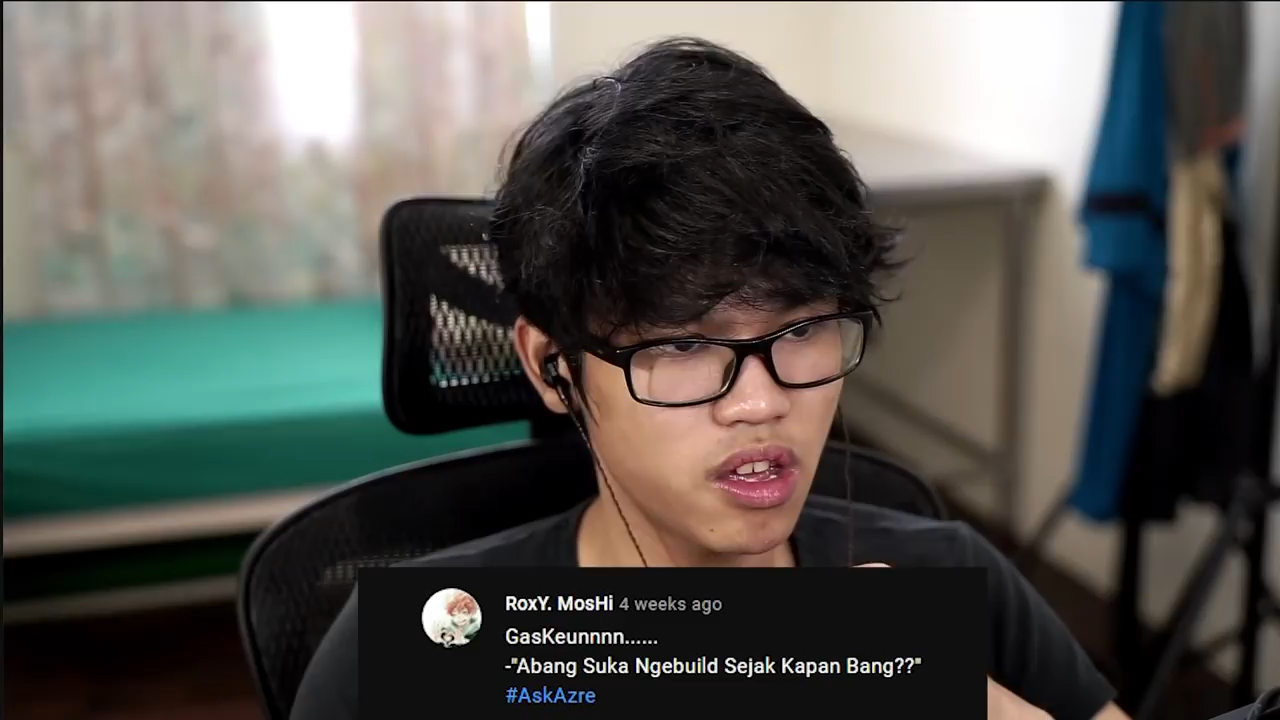 RoxY. MosHi 4 weeks ago
GasKeunnnn......
-"Abang Suka Ngebuild Sejak Kapan Bang??"
#AskAzre